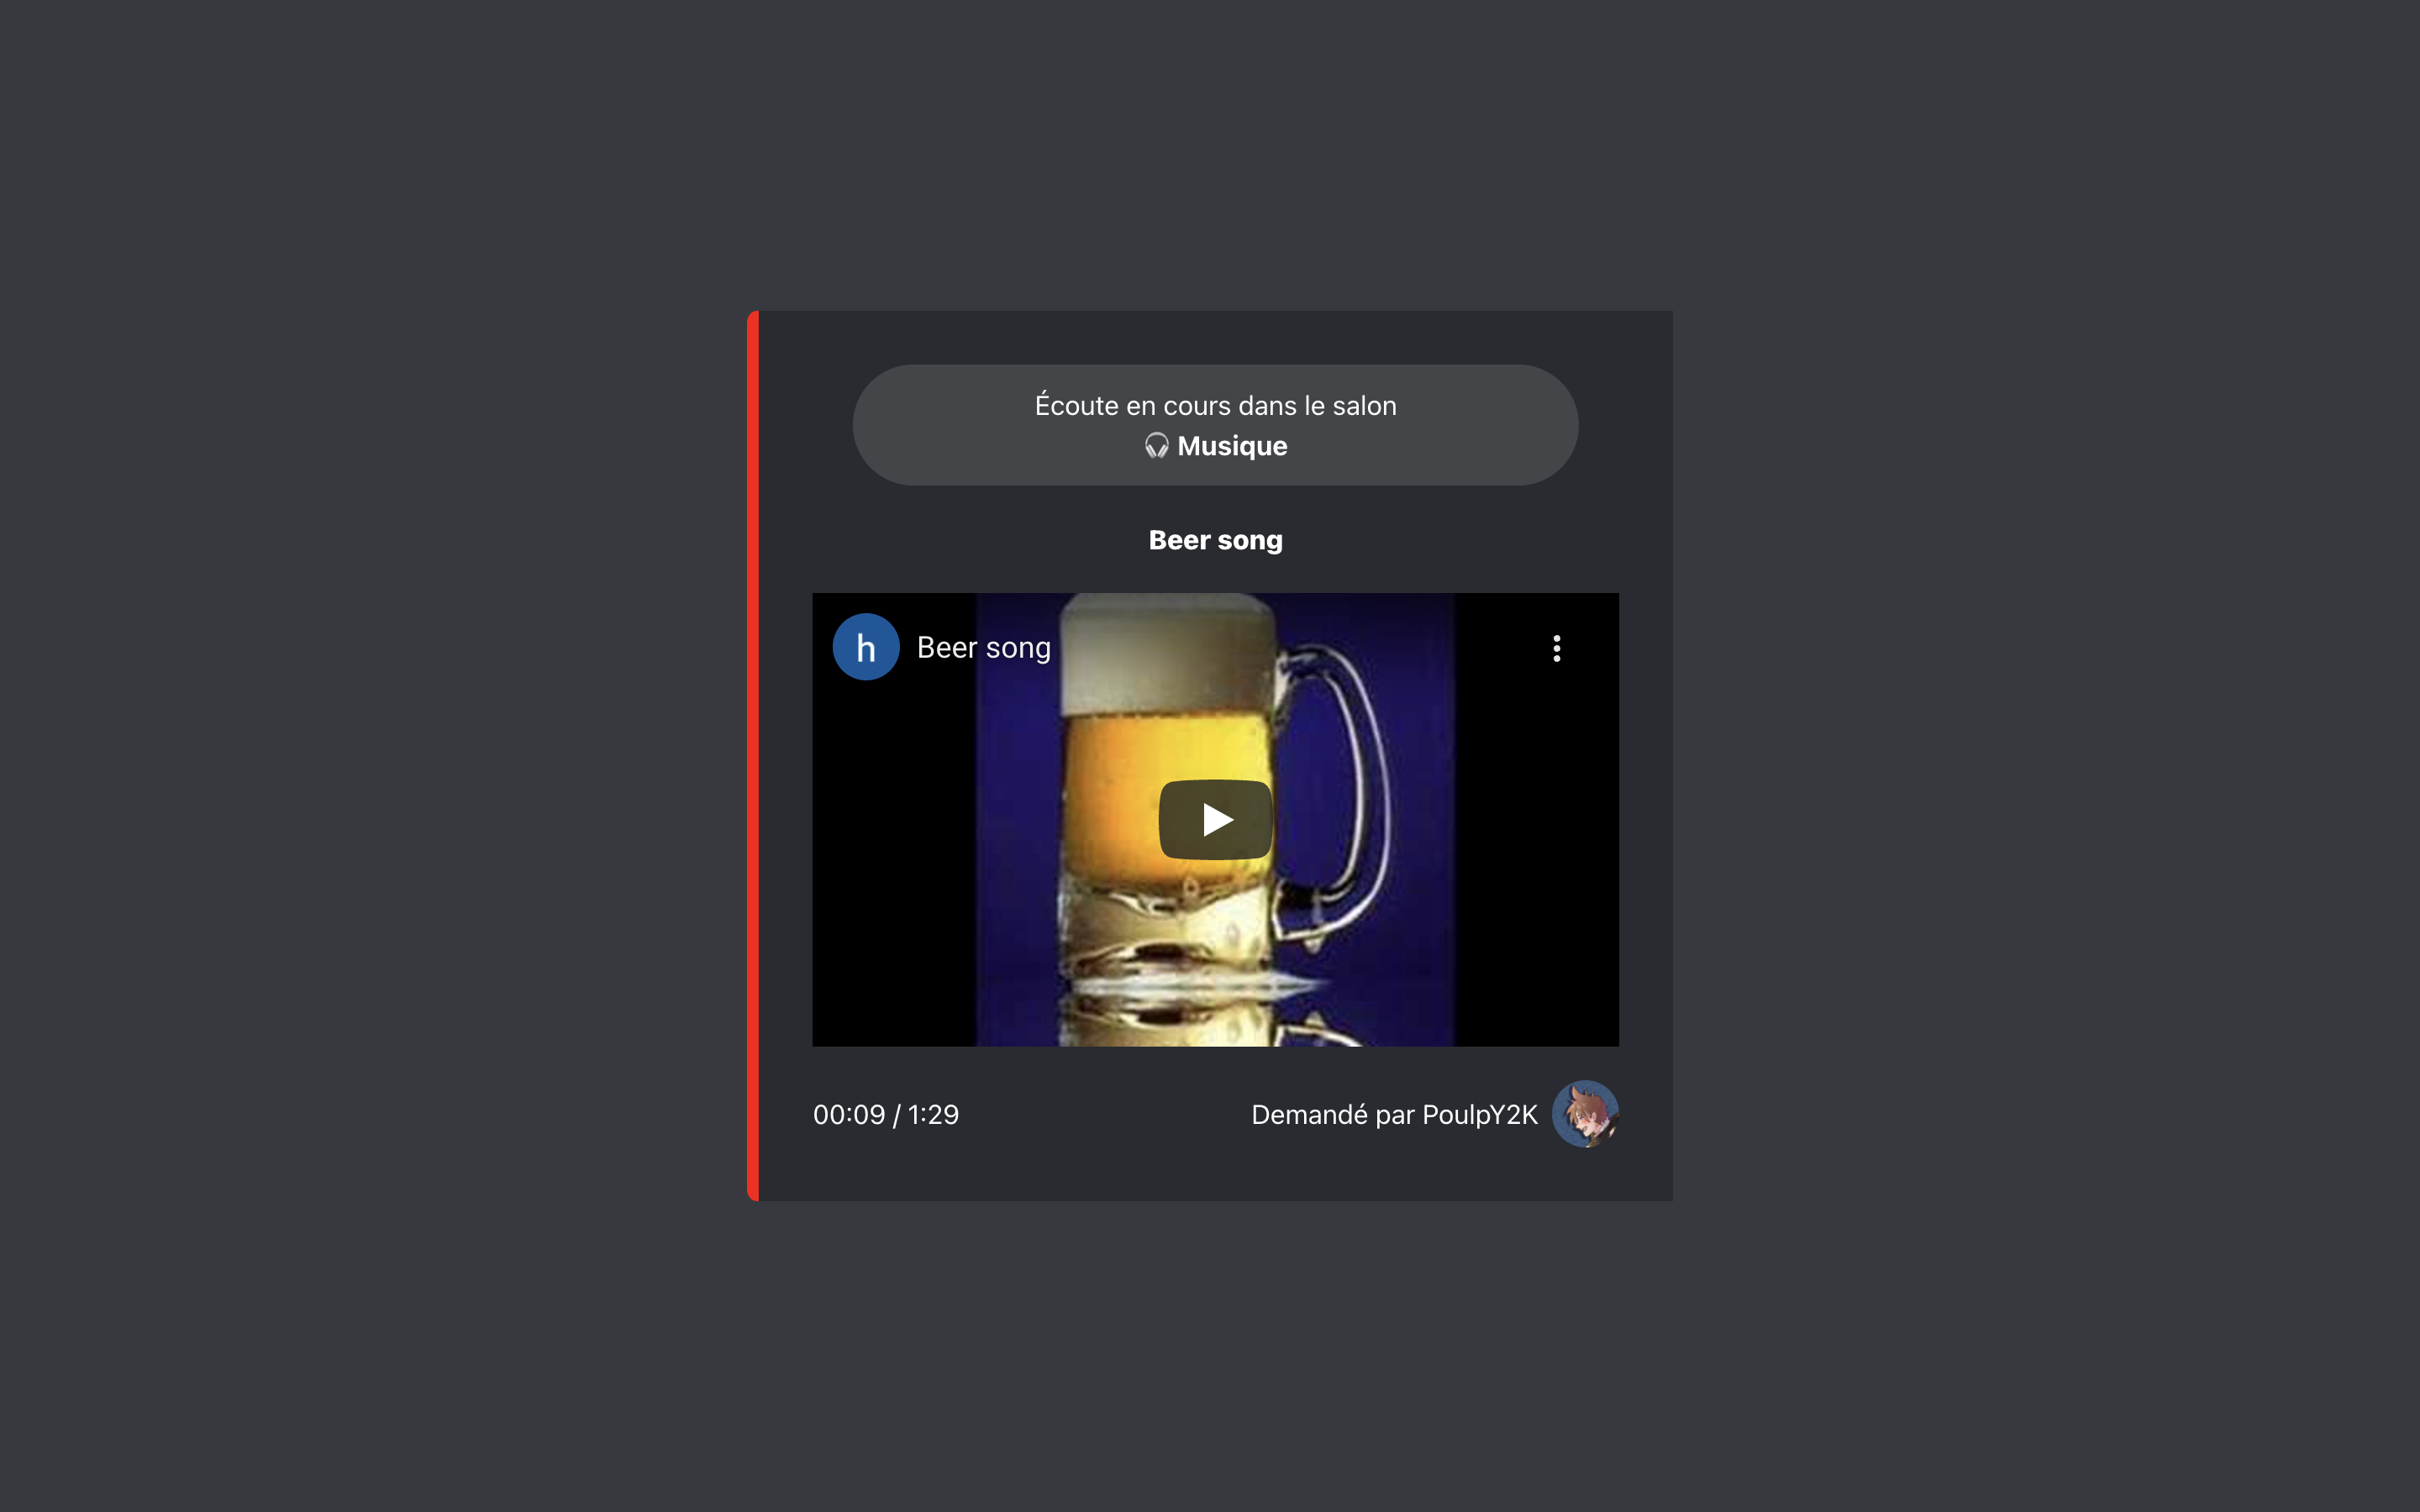 Écoute en cours dans le salon
🎧 Musique
Beer song
h Beer song
00:09 / 1:29
Demandé par PoulpY2K